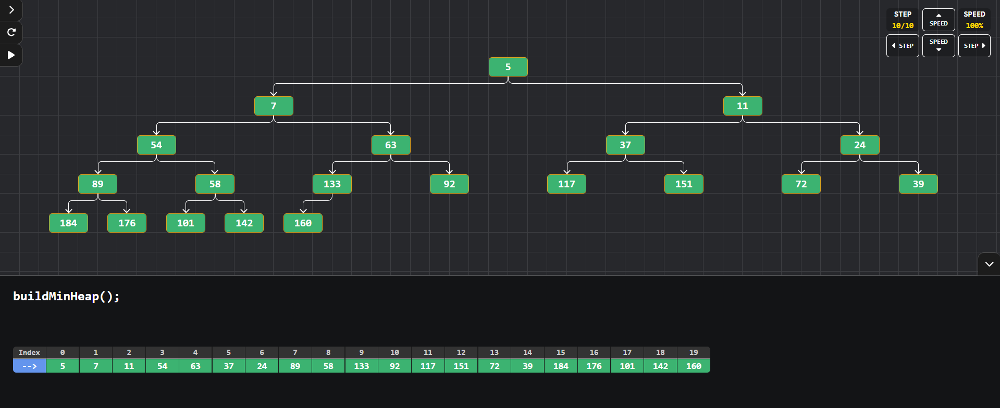 STEP
10/10
SPEED
SPEED
100%
STEP
SPEED
STEP
5
7 11
54 63 37 24
89 58 133 92 117 151 72 39
184 176 101 142 160
buildMinHeap();
Index 0 1 2 3 4 5 6 7 8 9 10 11 12 13 14 15 16 17 18 19
--> 5 7 11 54 63 37 24 89 58 133 92 117 151 72 39 184 176 101 142 160